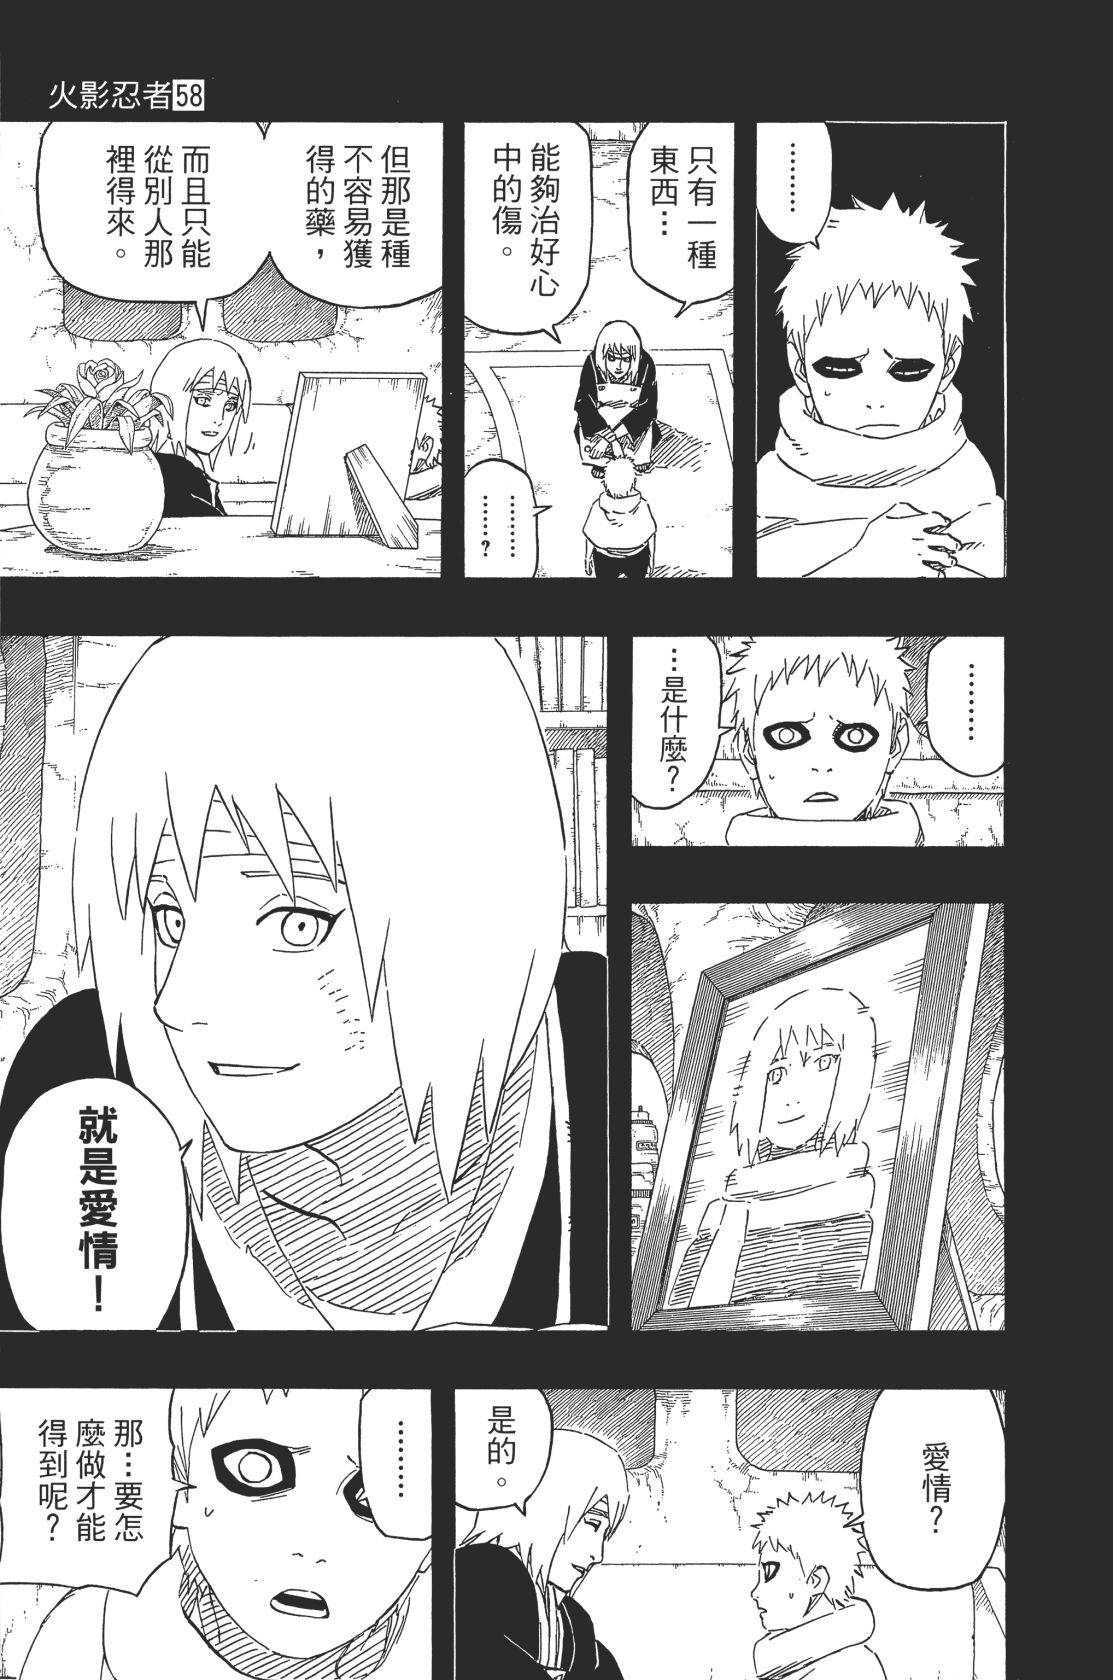 火影忍者58
………
只有一種
東西…
能夠治好心
中的傷。
………
………?
但那是種
不容易獲
得的藥，
而且只能
從別人那
裡得來。
………
…是什麼?
就是愛情!
愛情?
是的。
………
那…要怎
麼做才能
得到呢?